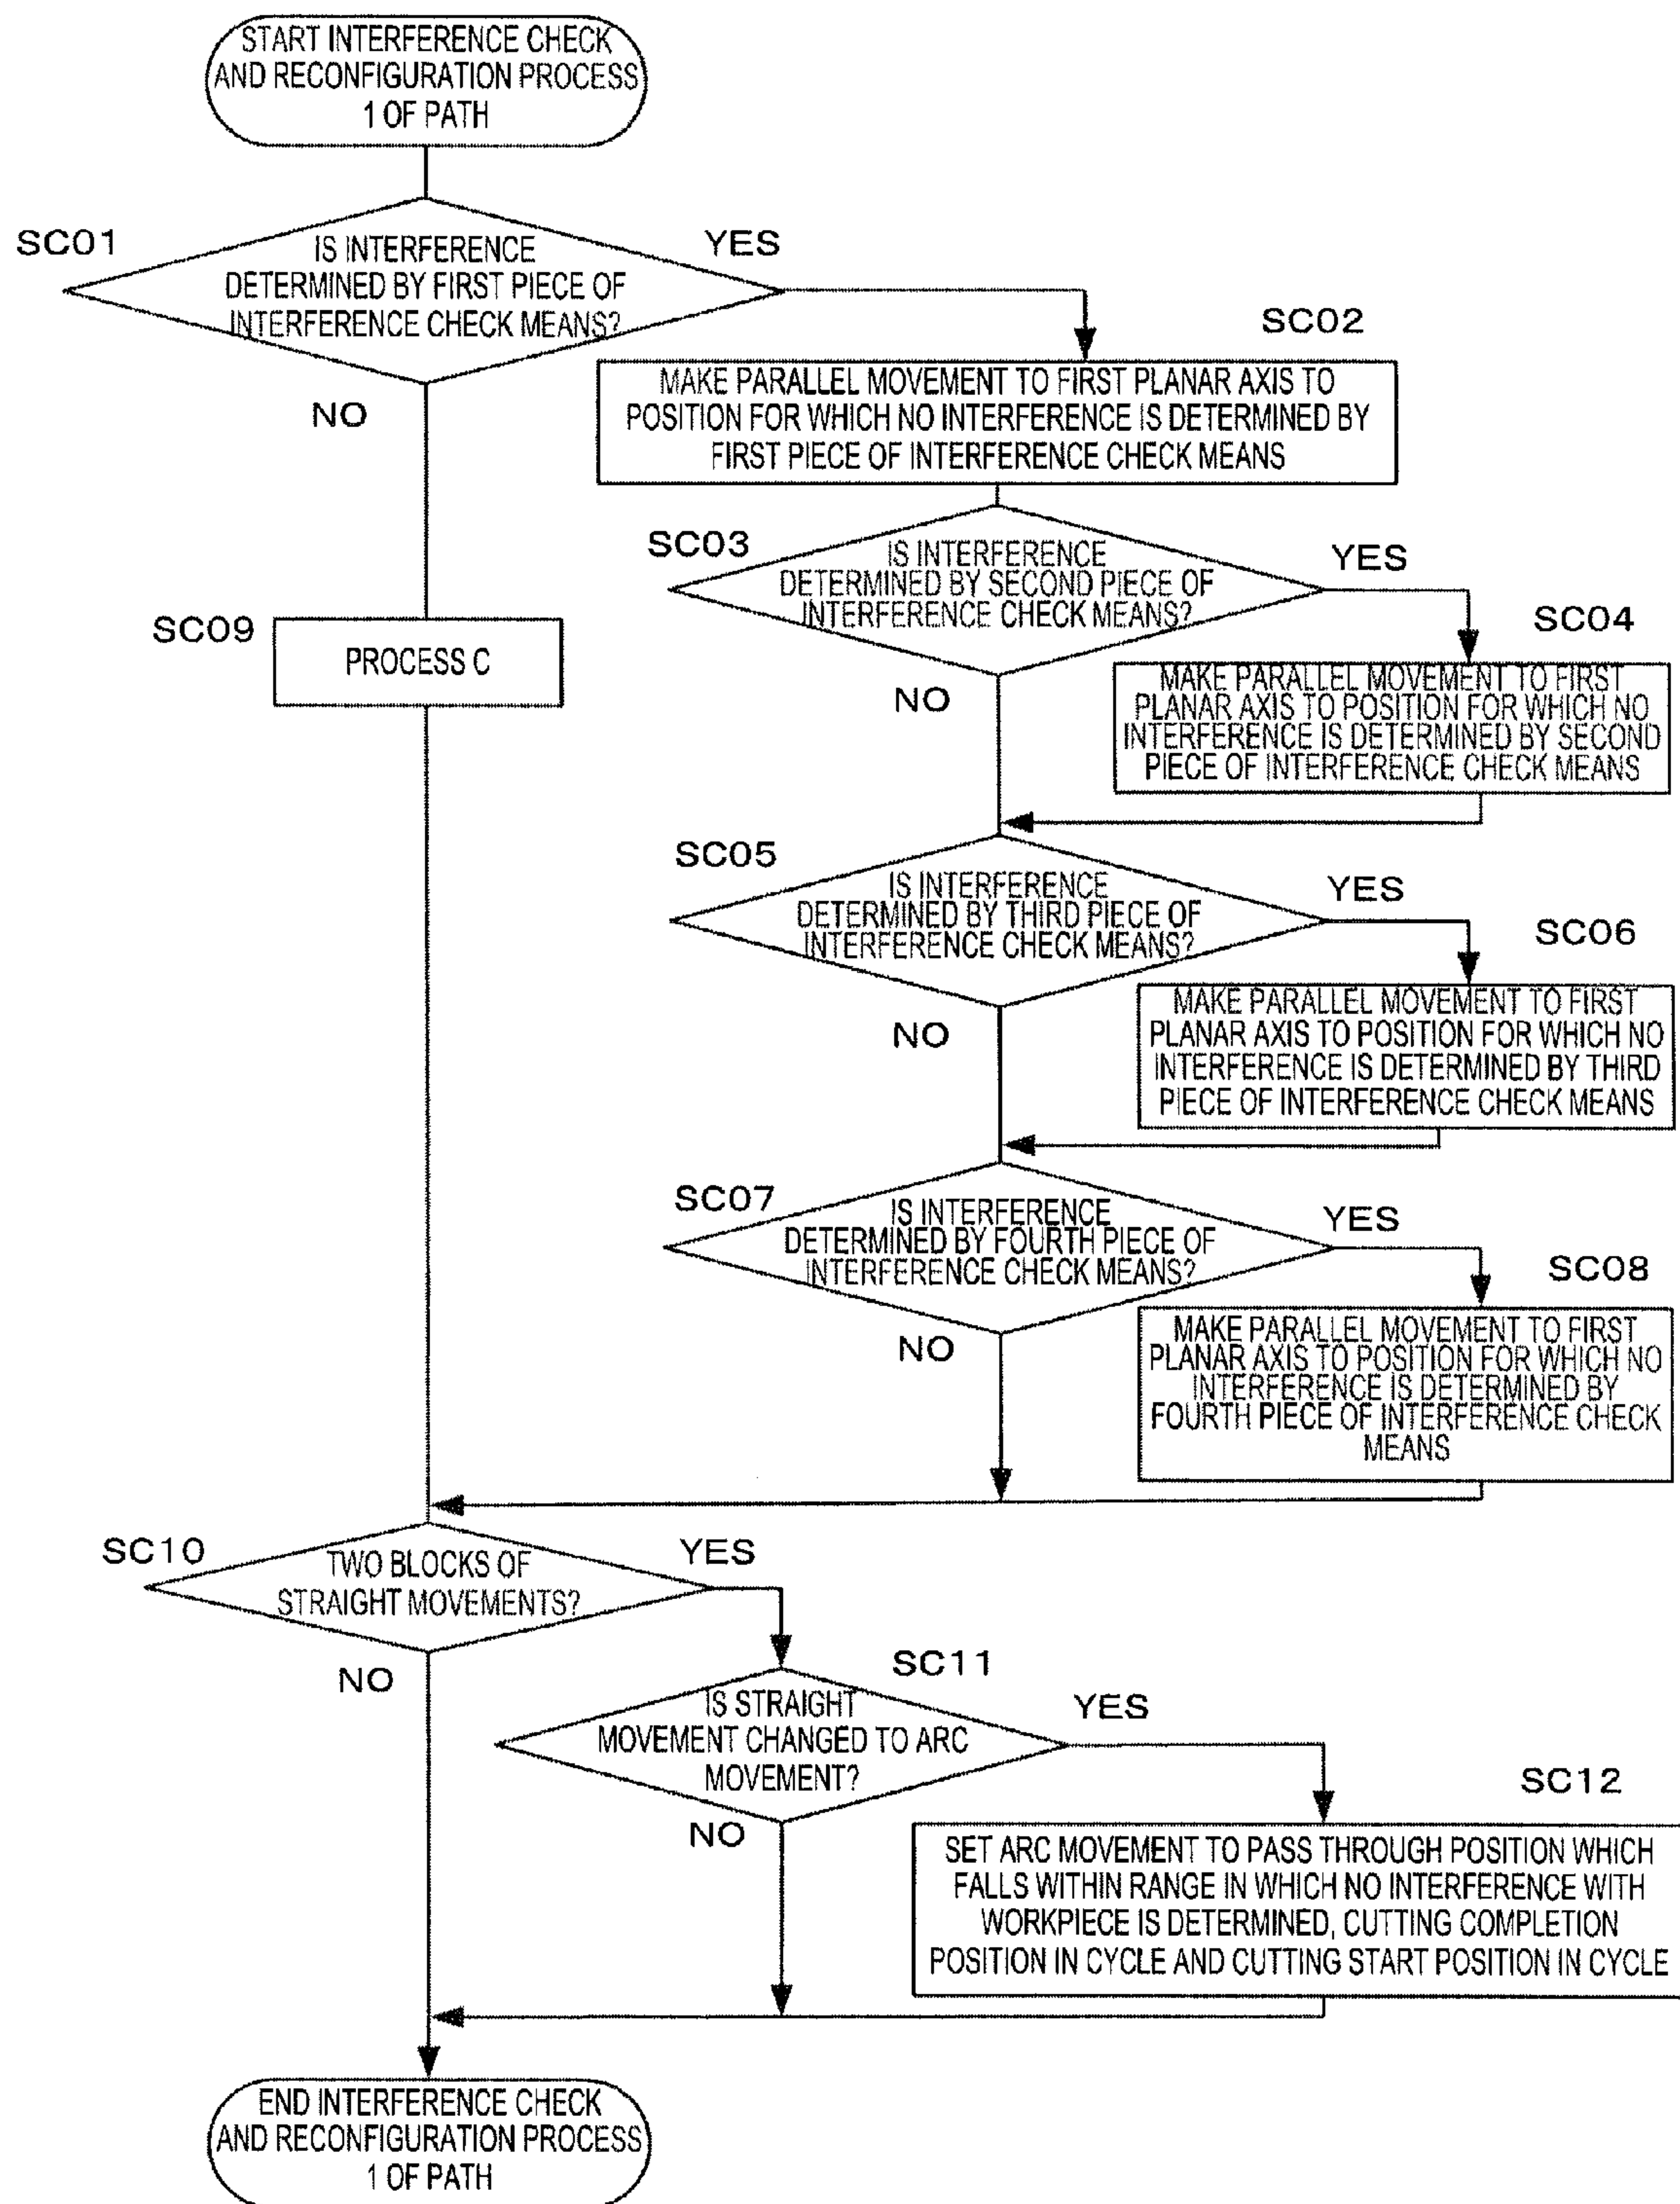 START INTERFERENCE CHECK
AND RECONFIGURATION PROCESS
1 OF PATH
SC01
IS INTERFERENCE
DETERMINED BY FIRST PIECE OF
INTERFERENCE CHECK MEANS?
YES
NO
SC02
MAKE PARALLEL MOVEMENT TO FIRST PLANAR AXIS TO
POSITION FOR WHICH NO INTERFERENCE IS DETERMINED BY
FIRST PIECE OF INTERFERENCE CHECK MEANS
SC03
IS INTERFERENCE
DETERMINED BY SECOND PIECE OF
INTERFERENCE CHECK MEANS?
YES
NO
SC04
MAKE PARALLEL MOVEMENT TO FIRST
PLANAR AXIS TO POSITION FOR WHICH NO
INTERFERENCE IS DETERMINED BY SECOND
PIECE OF INTERFERENCE CHECK MEANS
SC09
PROCESS C
SC05
IS INTERFERENCE
DETERMINED BY THIRD PIECE OF
INTERFERENCE CHECK MEANS?
YES
NO
SC06
MAKE PARALLEL MOVEMENT TO FIRST
PLANAR AXIS TO POSITION FOR WHICH NO
INTERFERENCE IS DETERMINED BY THIRD
PIECE OF INTERFERENCE CHECK MEANS
SC07
IS INTERFERENCE
DETERMINED BY FOURTH PIECE OF
INTERFERENCE CHECK MEANS?
YES
NO
SC08
MAKE PARALLEL MOVEMENT TO FIRST
PLANAR AXIS TO POSITION FOR WHICH NO
INTERFERENCE IS DETERMINED BY
FOURTH PIECE OF INTERFERENCE CHECK
MEANS
SC10
TWO BLOCKS OF
STRAIGHT MOVEMENTS?
YES
NO
SC11
IS STRAIGHT
MOVEMENT CHANGED TO ARC
MOVEMENT?
YES
NO
SC12
SET ARC MOVEMENT TO PASS THROUGH POSITION WHICH
FALLS WITHIN RANGE IN WHICH NO INTERFERENCE WITH
WORKPIECE IS DETERMINED, CUTTING COMPLETION
POSITION IN CYCLE AND CUTTING START POSITION IN CYCLE
END INTERFERENCE CHECK
AND RECONFIGURATION PROCESS
1 OF PATH